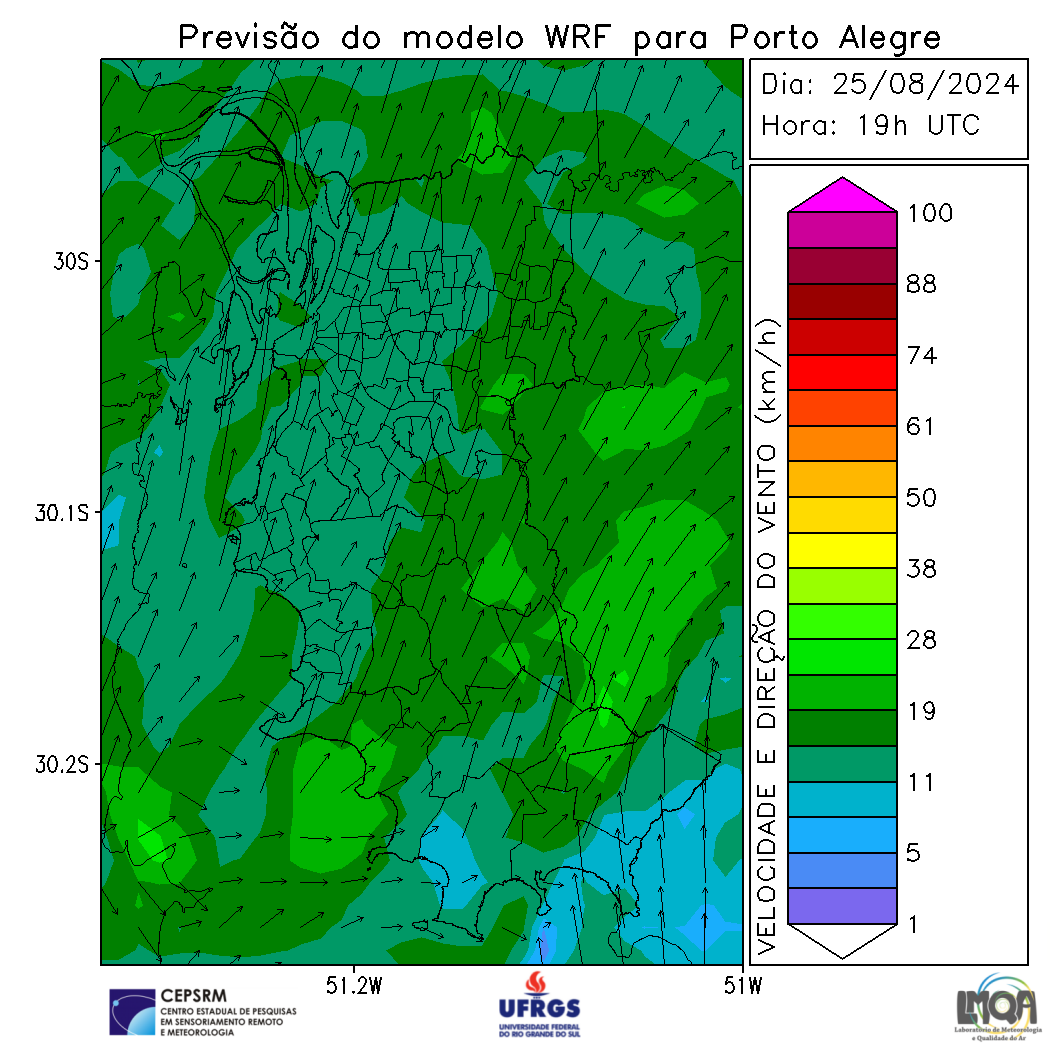 Previsão do modelo WRF para Porto Alegre
Dia: 25/08/2024
Hora: 19h UTC
30S
30.1S
30.2S
51.2W
51W
VELOCIDADE E DIREÇÃO DO VENTO (km/h)
100
88
74
61
50
38
28
19
11
5
1
CEPSRM
CENTRO ESTADUAL DE PESQUISAS
EM SENSORIAMENTO REMOTO
E METEOROLOGIA
UFRGS
UNIVERSIDADE FEDERAL
DO RIO GRANDE DO SUL
LMQA
Laboratório de Meteorologia
e Qualidade do Ar